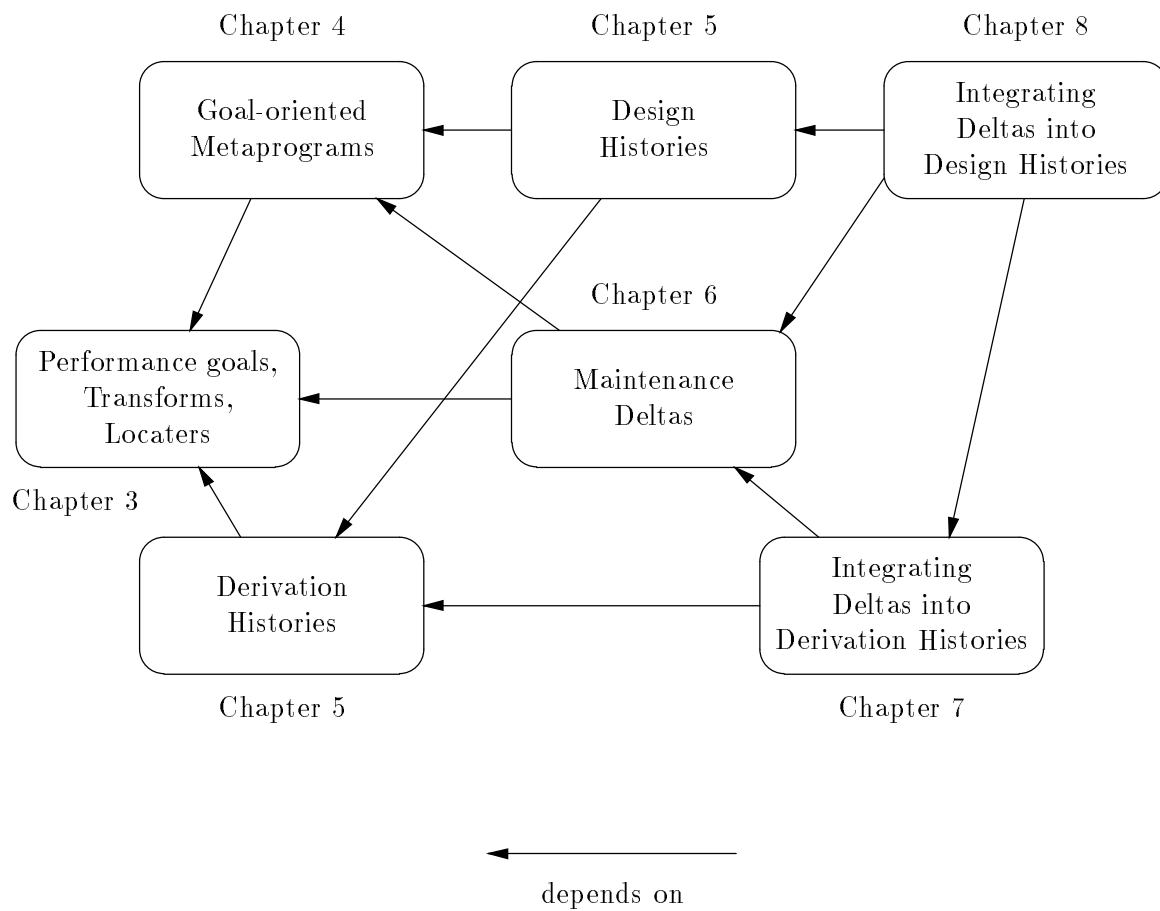 Chapter 4
Chapter 5
Chapter 8
Goal-oriented
Metaprograms
Design
Histories
Integrating
Deltas into
Design Histories
Chapter 6
Performance goals,
Transforms,
Locaters
Maintenance
Deltas
Chapter 3
Derivation
Histories
Integrating
Deltas into
Derivation Histories
Chapter 5
Chapter 7
depends on